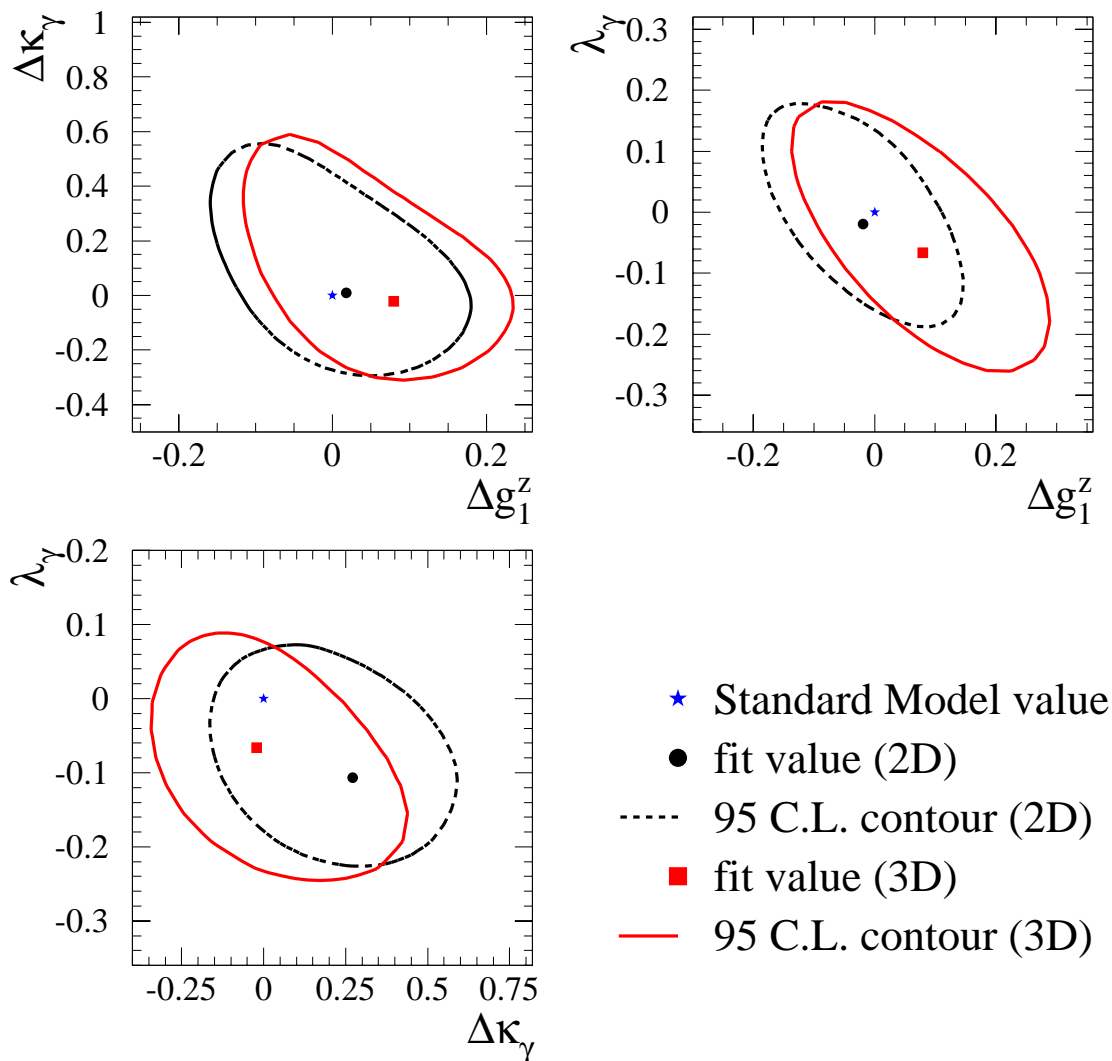 Δκγ
1
0.8
0.6
0.4
0.2
0
-0.2
-0.4
-0.2 0 0.2
Δg₁ᶻ
λγ
0.3
0.2
0.1
0
-0.1
-0.2
-0.3
-0.2 0 0.2
Δg₁ᶻ
λγ
0.2
0.1
0
-0.1
-0.2
-0.3
-0.25 0 0.25 0.5 0.75
Δκγ
Standard Model value
fit value (2D)
95 C.L. contour (2D)
fit value (3D)
95 C.L. contour (3D)